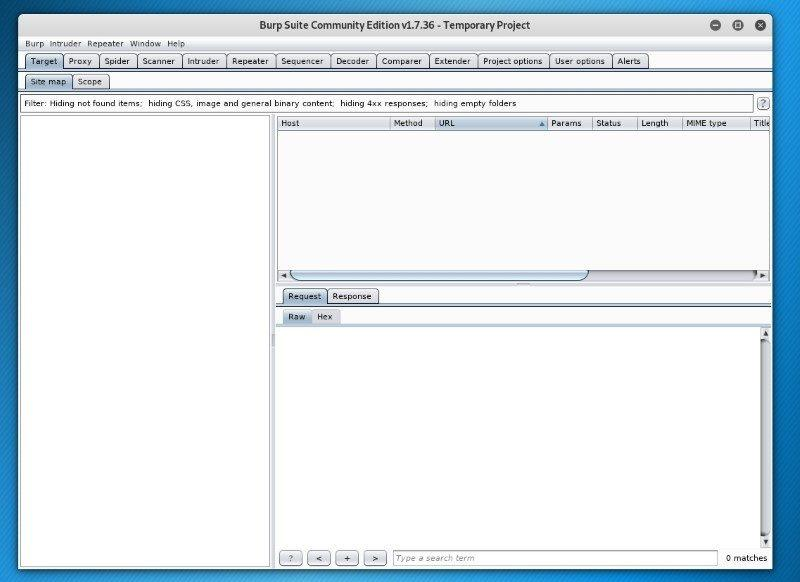 Burp Suite Community Edition v1.7.36 - Temporary Project
Burp Intruder Repeater Window Help
Target Proxy Spider Scanner Intruder Repeater Sequencer Decoder Comparer Extender Project options User options Alerts
Site map Scope
Filter: Hiding not found items; hiding CSS, image and general binary content; hiding 4xx responses; hiding empty folders ?
Host Method URL Params Status Length MIME type Title
Request Response
Raw Hex
? < + > Type a search term 0 matches